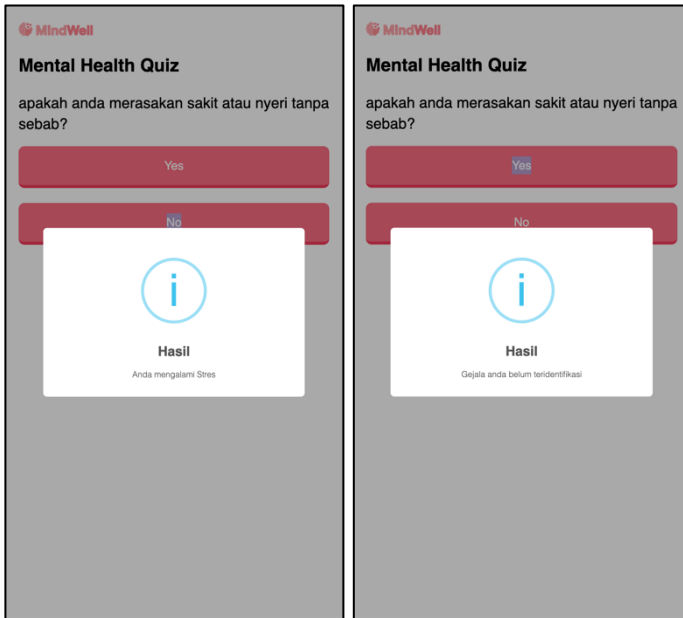 MindWell
Mental Health Quiz
apakah anda merasakan sakit atau nyeri tanpa
sebab?
Yes
No
i
Hasil
Anda mengalami Stres
MindWell
Mental Health Quiz
apakah anda merasakan sakit atau nyeri tanpa
sebab?
Yes
No
i
Hasil
Gejala anda belum teridentifikasi